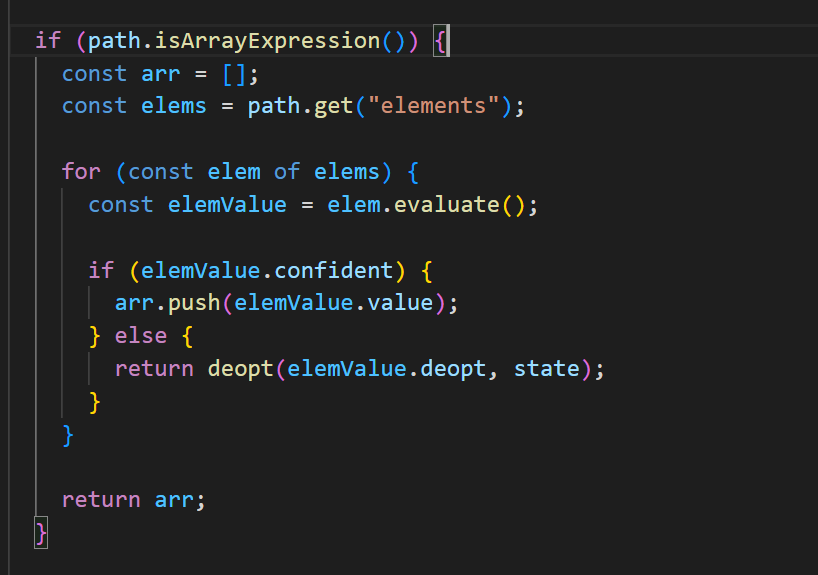 if (path.isArrayExpression()) {
const arr = [];
const elems = path.get("elements");
for (const elem of elems) {
const elemValue = elem.evaluate();
if (elemValue.confident) {
arr.push(elemValue.value);
} else {
return deopt(elemValue.deopt, state);
}
}
return arr;
}